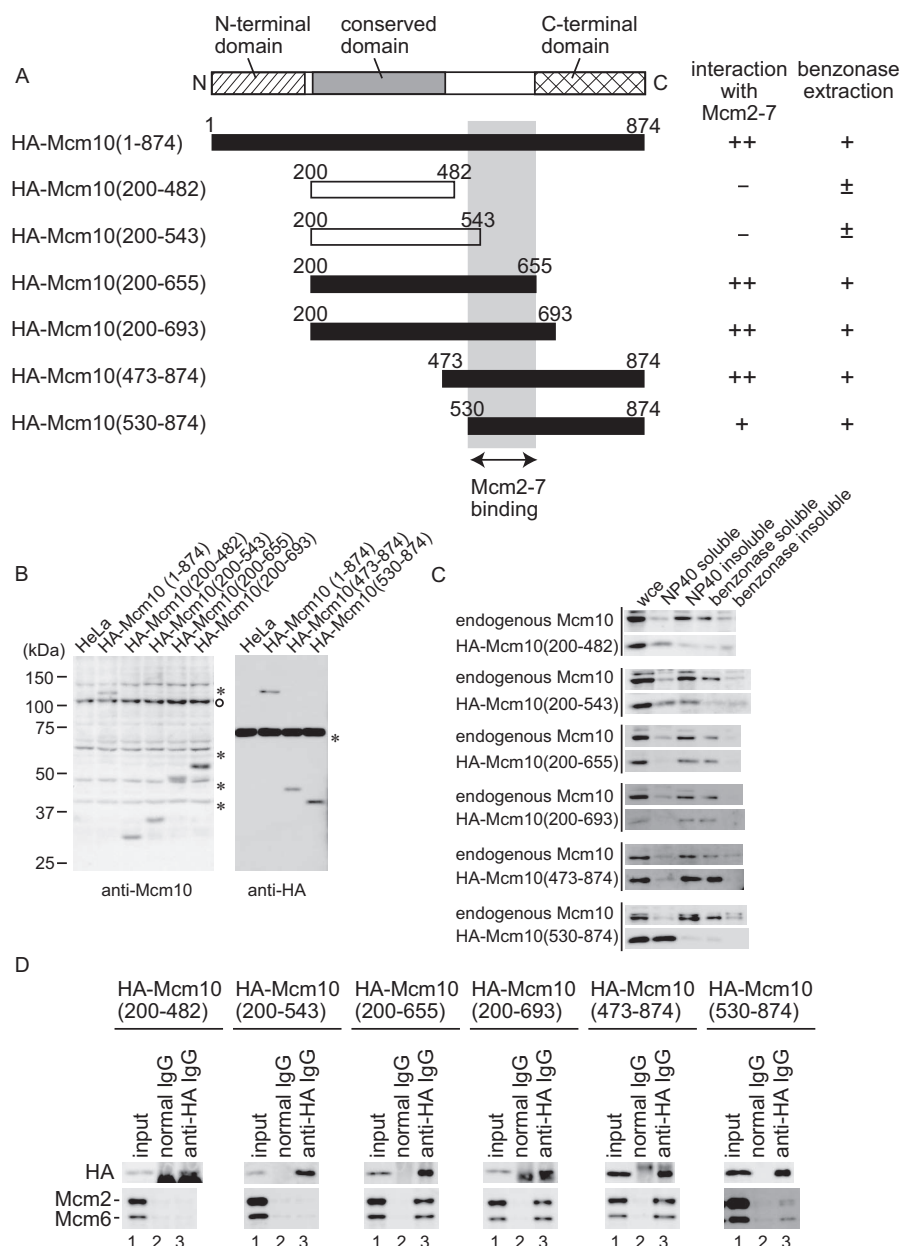 A
N-terminal domain
conserved domain
C-terminal domain
N
C
interaction with Mcm2-7
benzonase extraction
1
874
HA-Mcm10(1-874)
++
+
200
482
HA-Mcm10(200-482)
–
±
200
543
HA-Mcm10(200-543)
–
±
200
655
HA-Mcm10(200-655)
++
+
200
693
HA-Mcm10(200-693)
++
+
473
874
HA-Mcm10(473-874)
++
+
530
874
HA-Mcm10(530-874)
+
+
Mcm2-7 binding
B
HeLa
HA-Mcm10 (1-874)
HA-Mcm10(200-482)
HA-Mcm10(200-543)
HA-Mcm10(200-655)
HA-Mcm10(200-693)
HeLa
HA-Mcm10 (1-874)
HA-Mcm10(473-874)
HA-Mcm10(530-874)
(kDa)
150
100
75
50
37
25
*
*
*
*
*
anti-Mcm10
anti-HA
C
wce
NP40 soluble
NP40 insoluble
benzonase soluble
benzonase insoluble
endogenous Mcm10
HA-Mcm10(200-482)
endogenous Mcm10
HA-Mcm10(200-543)
endogenous Mcm10
HA-Mcm10(200-655)
endogenous Mcm10
HA-Mcm10(200-693)
endogenous Mcm10
HA-Mcm10(473-874)
endogenous Mcm10
HA-Mcm10(530-874)
D
HA-Mcm10 (200-482)
HA-Mcm10 (200-543)
HA-Mcm10 (200-655)
HA-Mcm10 (200-693)
HA-Mcm10 (473-874)
HA-Mcm10 (530-874)
input normal IgG anti-HA IgG
input normal IgG anti-HA IgG
input normal IgG anti-HA IgG
input normal IgG anti-HA IgG
input normal IgG anti-HA IgG
input normal IgG anti-HA IgG
HA
Mcm2-
Mcm6-
1 2 3
1 2 3
1 2 3
1 2 3
1 2 3
1 2 3